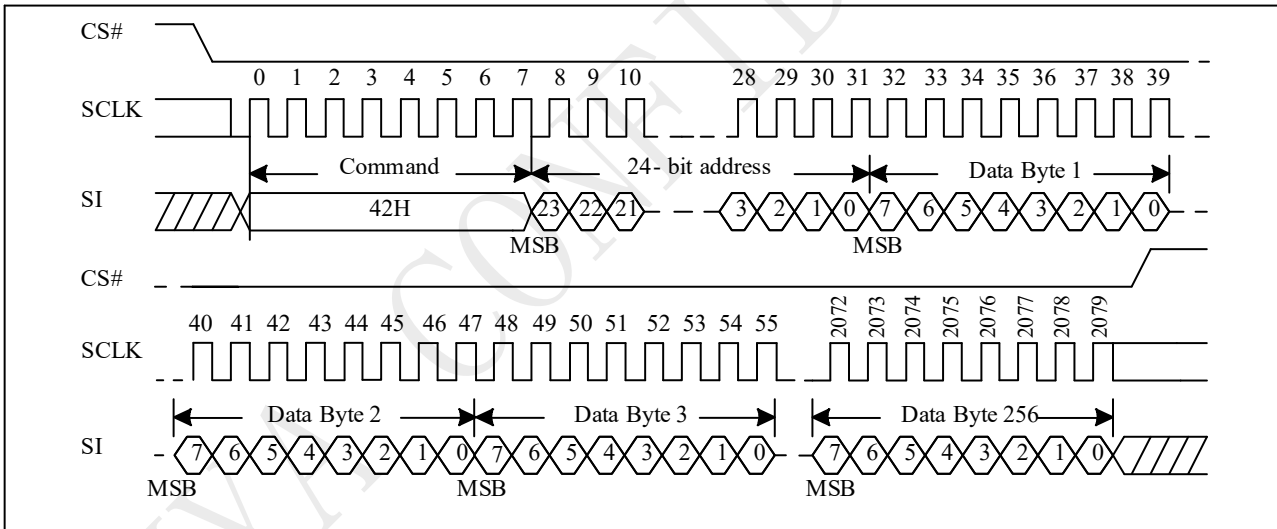 CS#
0 1 2 3 4 5 6 7 8 9 10 28 29 30 31 32 33 34 35 36 37 38 39
SCLK
Command 24- bit address Data Byte 1
SI 42H 23 22 21 3 2 1 0 7 6 5 4 3 2 1 0
MSB MSB
CS#
40 41 42 43 44 45 46 47 48 49 50 51 52 53 54 55 2072 2073 2074 2075 2076 2077 2078 2079
SCLK
Data Byte 2 Data Byte 3 Data Byte 256
SI 7 6 5 4 3 2 1 0 7 6 5 4 3 2 1 0 7 6 5 4 3 2 1 0
MSB MSB MSB